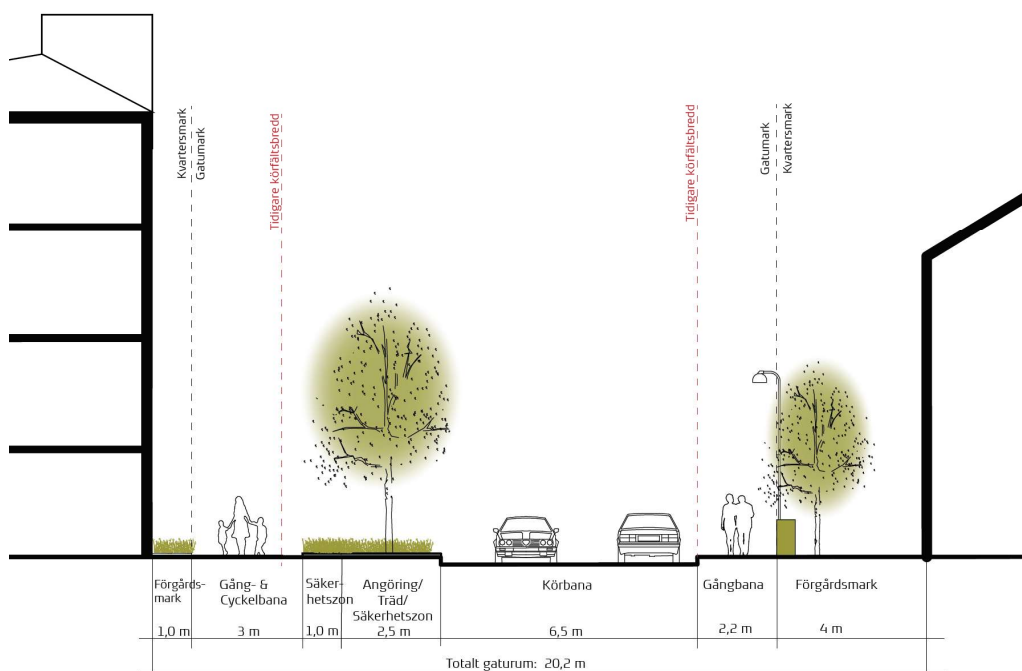 Kvartersmark
Gatumark
Tidigare körfältsbredd
Tidigare körfältsbredd
Gatumark
Kvartersmark
Förgårds-
mark
Gång- &
Cyckelbana
Säker-
hetszon
Angöring/
Träd/
Säkerhetszon
Körbana
Gångbana
Förgårdsmark
1,0 m
3 m
1,0 m
2,5 m
6,5 m
2,2 m
4 m
Totalt gaturum: 20,2 m